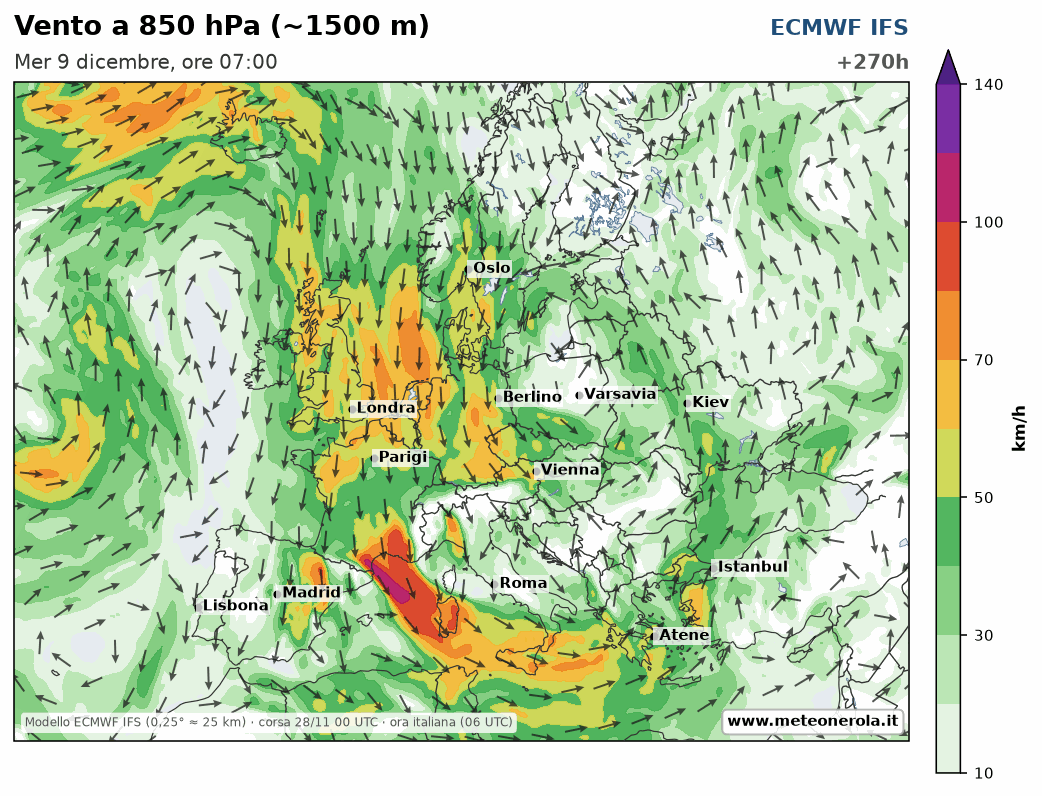 Vento a 850 hPa (~1500 m)
ECMWF IFS
Mer 9 dicembre, ore 07:00
+270h
140
100
70
50
30
10
km/h
Oslo
Londra
Berlino
Varsavia
Kiev
Parigi
Vienna
Madrid
Lisbona
Roma
Istanbul
Atene
Modello ECMWF IFS (0,25° ≈ 25 km) · corsa 28/11 00 UTC · ora italiana (06 UTC)
www.meteonerola.it